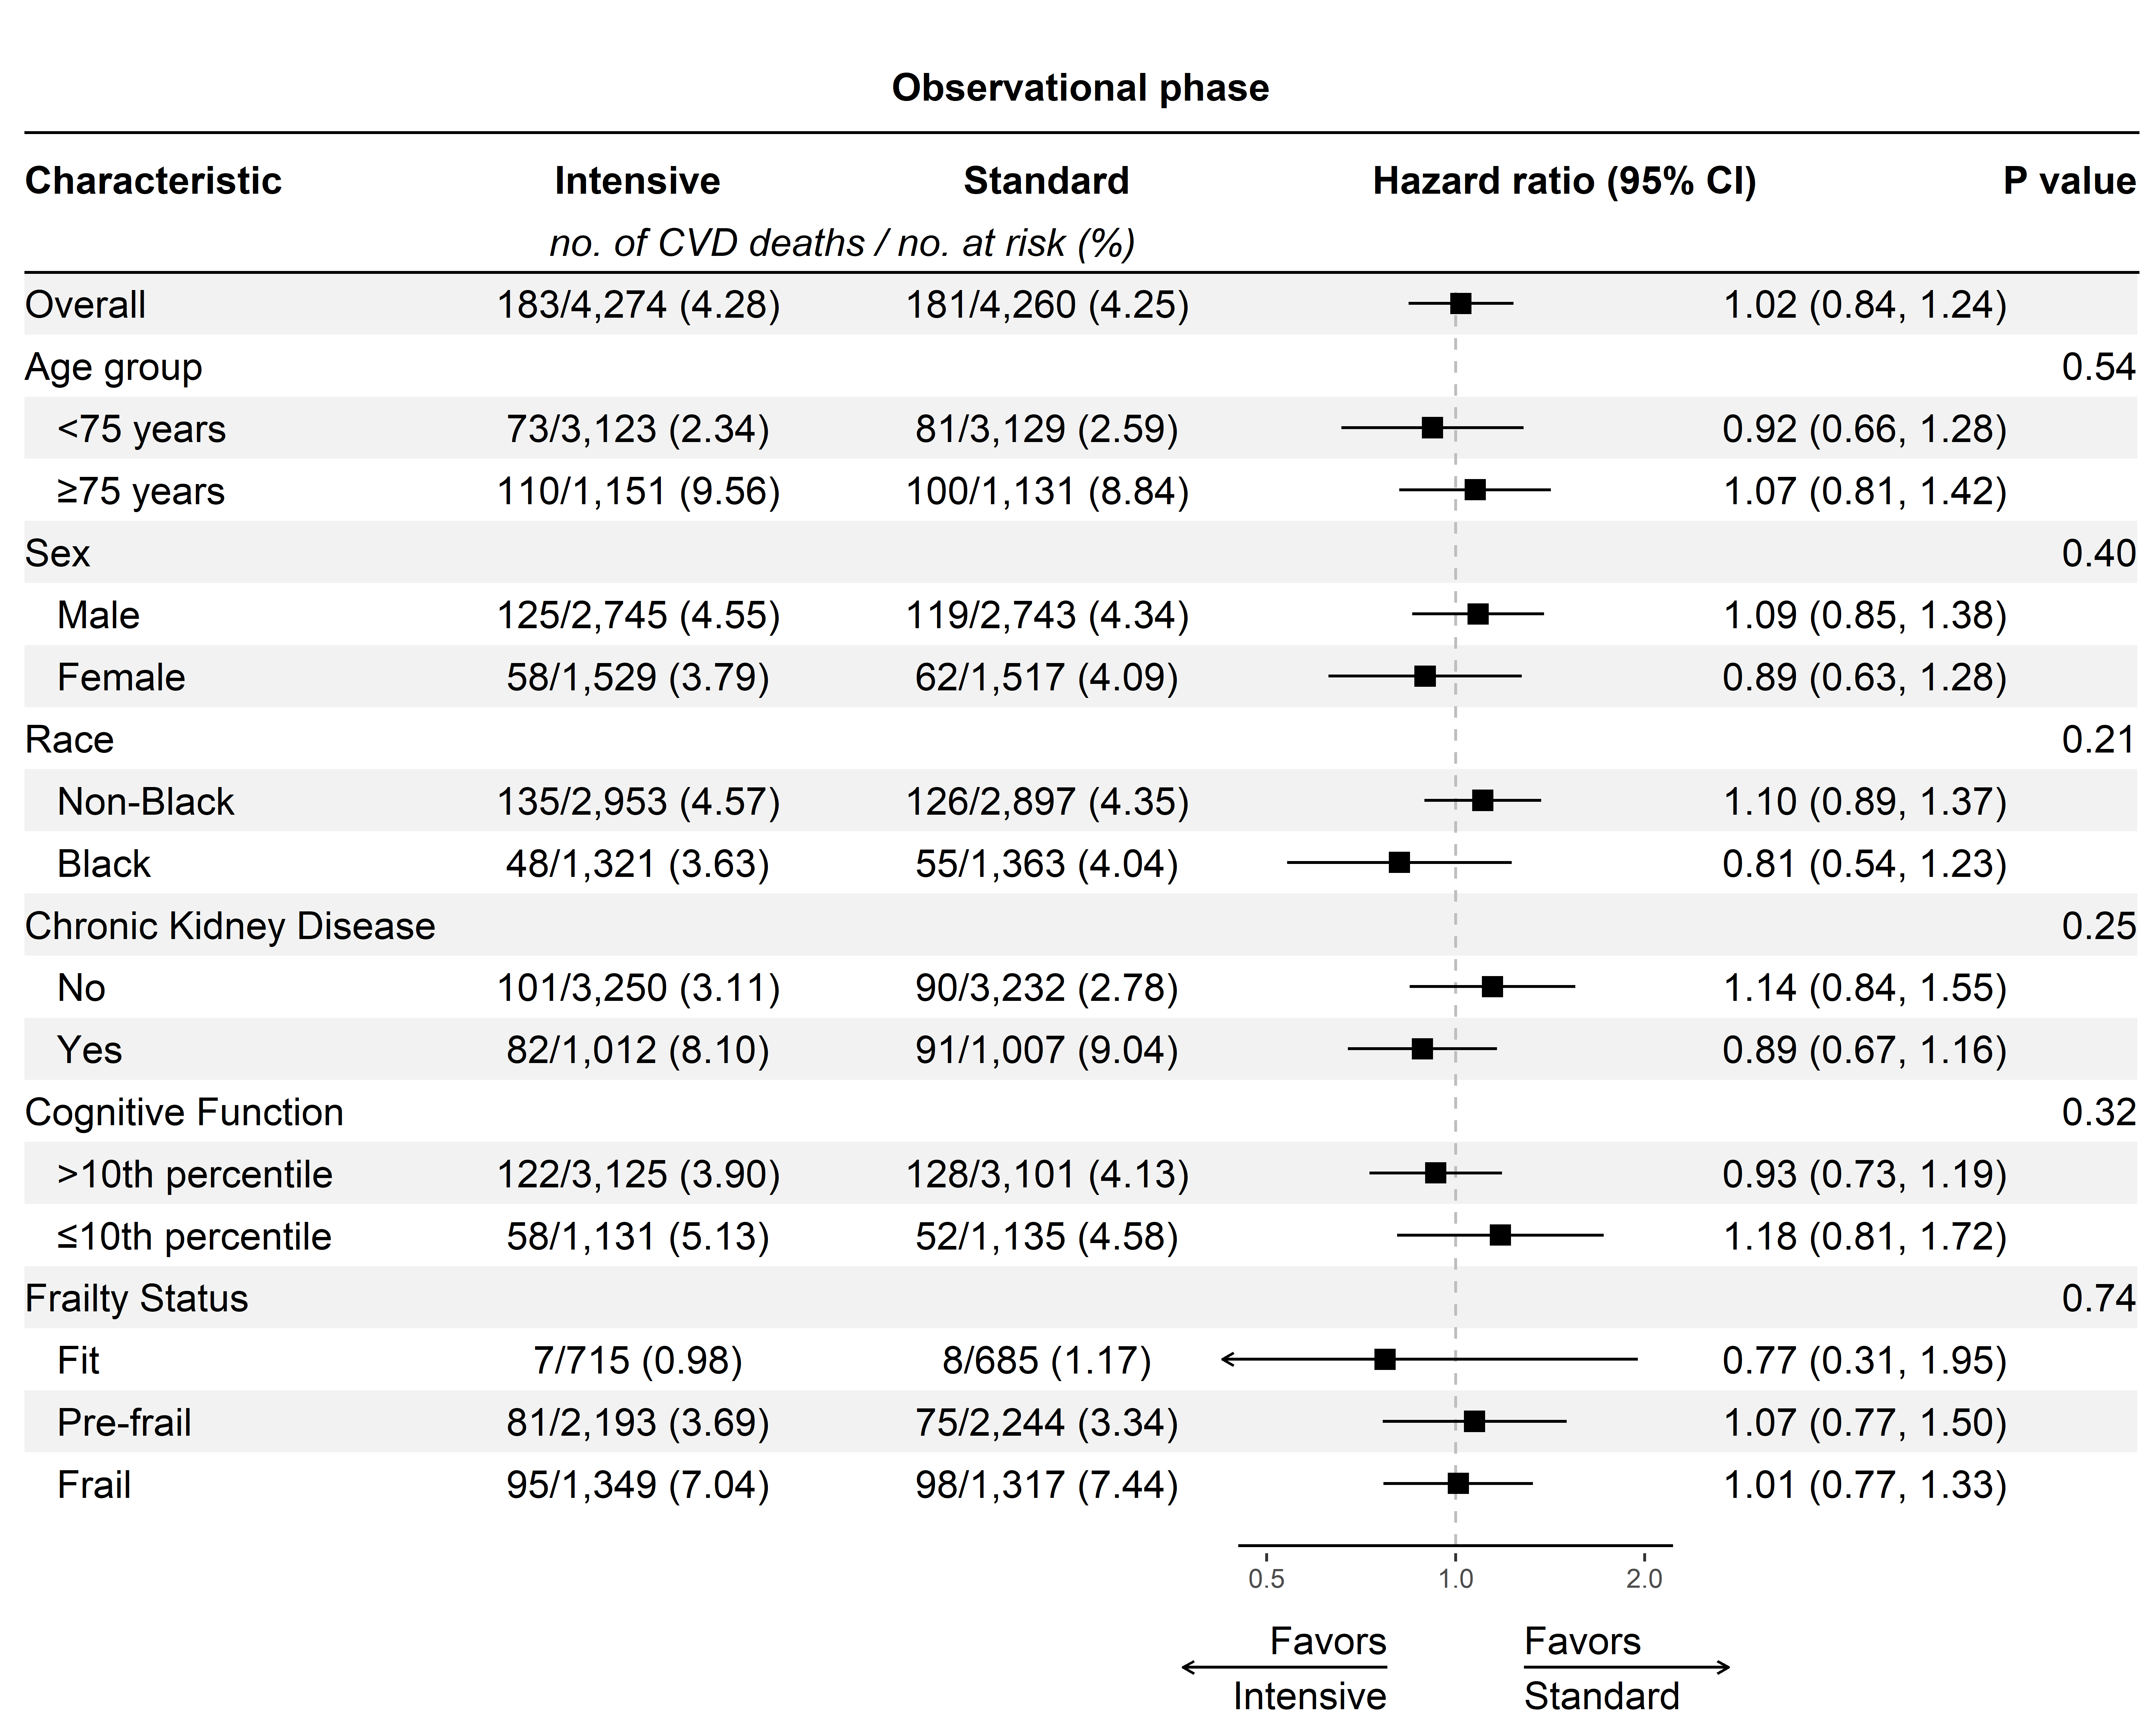 Observational phase
Characteristic Intensive Standard Hazard ratio (95% CI) P value
no. of CVD deaths / no. at risk (%)
Overall 183/4,274 (4.28) 181/4,260 (4.25) 1.02 (0.84, 1.24)
Age group 0.54
<75 years 73/3,123 (2.34) 81/3,129 (2.59) 0.92 (0.66, 1.28)
≥75 years 110/1,151 (9.56) 100/1,131 (8.84) 1.07 (0.81, 1.42)
Sex 0.40
Male 125/2,745 (4.55) 119/2,743 (4.34) 1.09 (0.85, 1.38)
Female 58/1,529 (3.79) 62/1,517 (4.09) 0.89 (0.63, 1.28)
Race 0.21
Non-Black 135/2,953 (4.57) 126/2,897 (4.35) 1.10 (0.89, 1.37)
Black 48/1,321 (3.63) 55/1,363 (4.04) 0.81 (0.54, 1.23)
Chronic Kidney Disease 0.25
No 101/3,250 (3.11) 90/3,232 (2.78) 1.14 (0.84, 1.55)
Yes 82/1,012 (8.10) 91/1,007 (9.04) 0.89 (0.67, 1.16)
Cognitive Function 0.32
>10th percentile 122/3,125 (3.90) 128/3,101 (4.13) 0.93 (0.73, 1.19)
≤10th percentile 58/1,131 (5.13) 52/1,135 (4.58) 1.18 (0.81, 1.72)
Frailty Status 0.74
Fit 7/715 (0.98) 8/685 (1.17) 0.77 (0.31, 1.95)
Pre-frail 81/2,193 (3.69) 75/2,244 (3.34) 1.07 (0.77, 1.50)
Frail 95/1,349 (7.04) 98/1,317 (7.44) 1.01 (0.77, 1.33)
0.5 1.0 2.0
Favors Favors
Intensive Standard